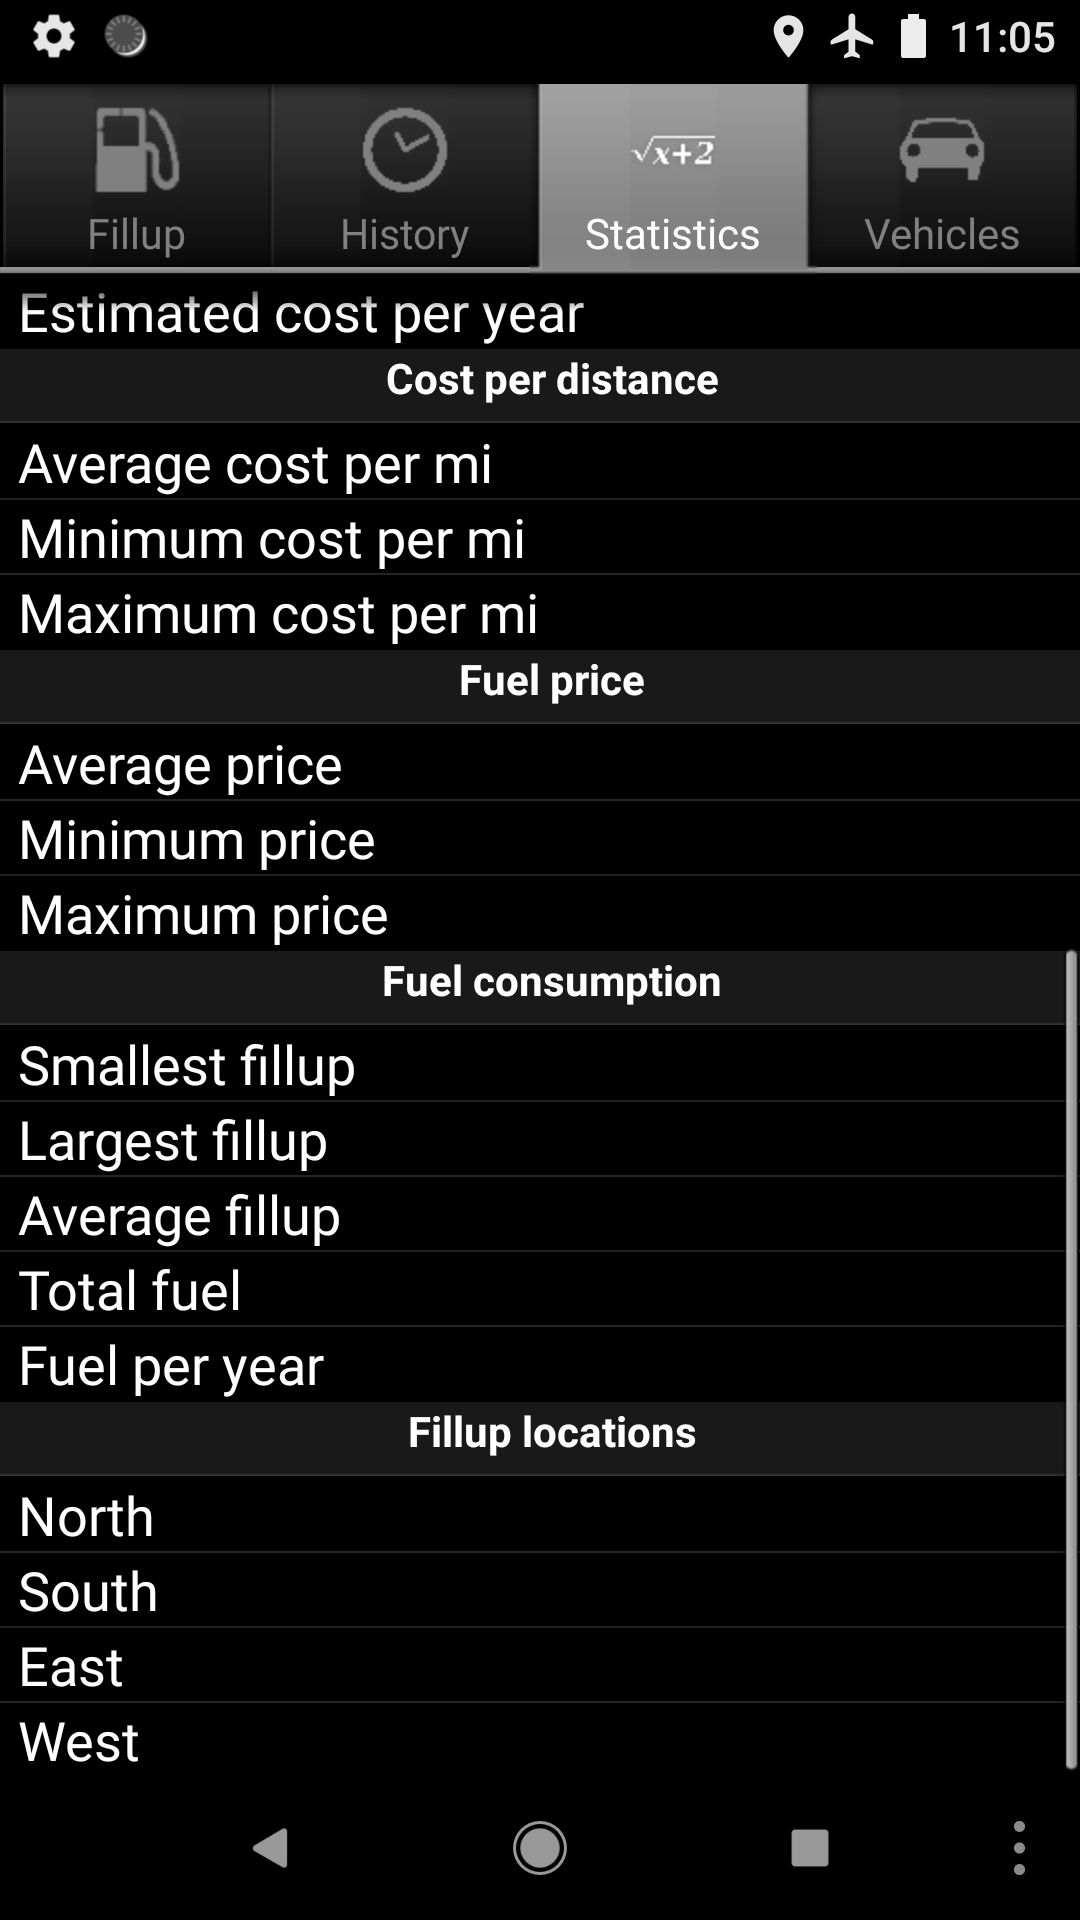 11:05
Fillup
History
√x+2
Statistics
Vehicles
Estimated cost per year
Cost per distance
Average cost per mi
Minimum cost per mi
Maximum cost per mi
Fuel price
Average price
Minimum price
Maximum price
Fuel consumption
Smallest fillup
Largest fillup
Average fillup
Total fuel
Fuel per year
Fillup locations
North
South
East
West